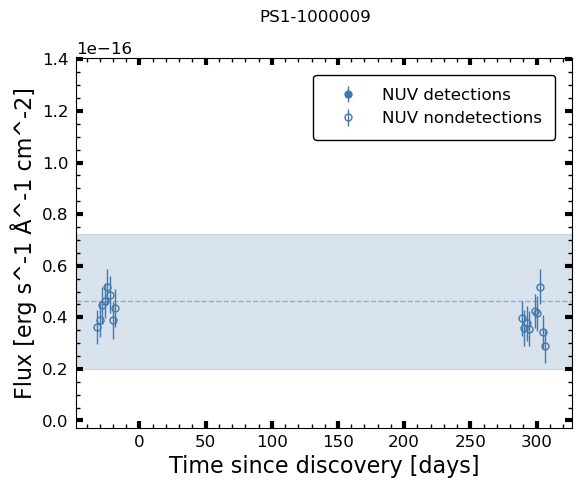 PS1-1000009
1e−16
1.4
1.2
1.0
0.8
0.6
0.4
0.2
0.0
Flux [erg s^-1 Å^-1 cm^-2]
NUV detections
NUV nondetections
0 50 100 150 200 250 300
Time since discovery [days]